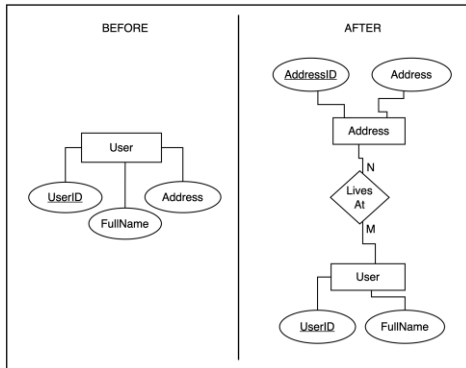 BEFORE
User
UserID
Address
FullName
AFTER
AddressID
Address
Address
N
Lives
At
M
User
UserID
FullName